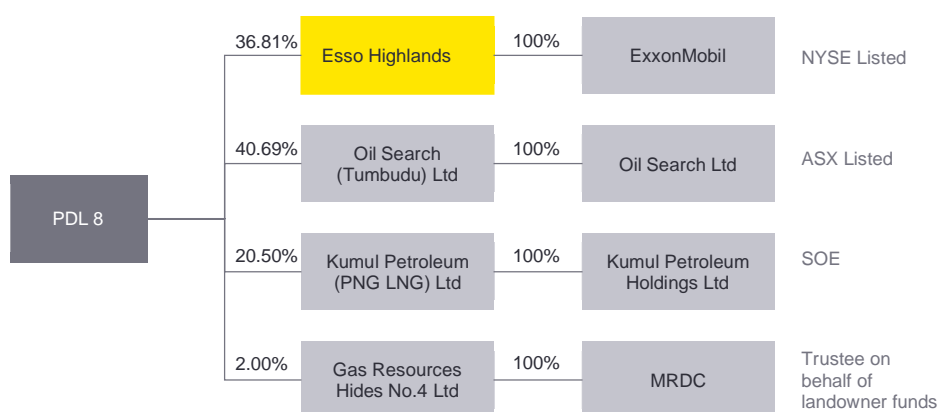 36.81%
Esso Highlands
100%
ExxonMobil
NYSE Listed
40.69%
Oil Search
(Tumbudu) Ltd
100%
Oil Search Ltd
ASX Listed
PDL 8
20.50%
Kumul Petroleum
(PNG LNG) Ltd
100%
Kumul Petroleum
Holdings Ltd
SOE
2.00%
Gas Resources
Hides No.4 Ltd
100%
MRDC
Trustee on
behalf of
landowner funds